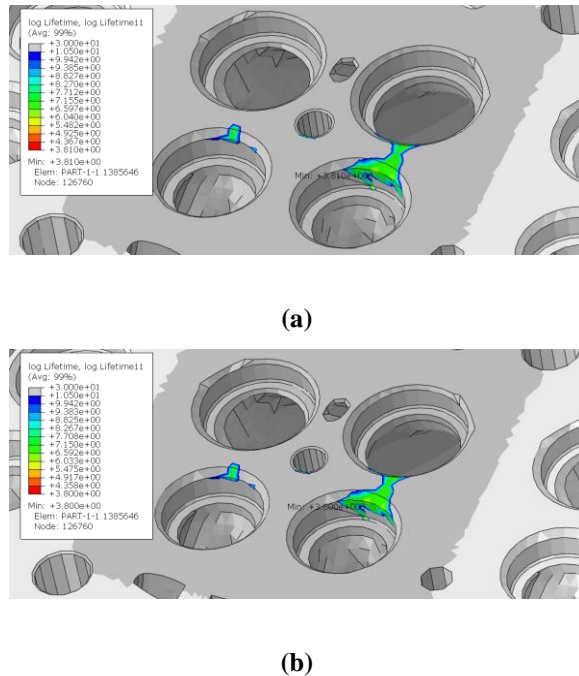 log Lifetime, log Lifetime11
(Avg: 99%)
+3.000e+01
+1.050e+01
+9.942e+00
+9.385e+00
+8.827e+00
+8.270e+00
+7.712e+00
+7.155e+00
+6.597e+00
+6.040e+00
+5.482e+00
+4.925e+00
+4.367e+00
+3.810e+00
Min: +3.810e+00
Elem: PART-1-1.1385646
Node: 126760
Min: +3.810e+00
(a)
log Lifetime, log Lifetime11
(Avg: 99%)
+3.000e+01
+1.050e+01
+9.942e+00
+9.383e+00
+8.825e+00
+8.267e+00
+7.708e+00
+7.150e+00
+6.592e+00
+6.033e+00
+5.475e+00
+4.917e+00
+4.358e+00
+3.800e+00
Min: +3.800e+00
Elem: PART-1-1.1385646
Node: 126760
Min: +3.800e+00
(b)